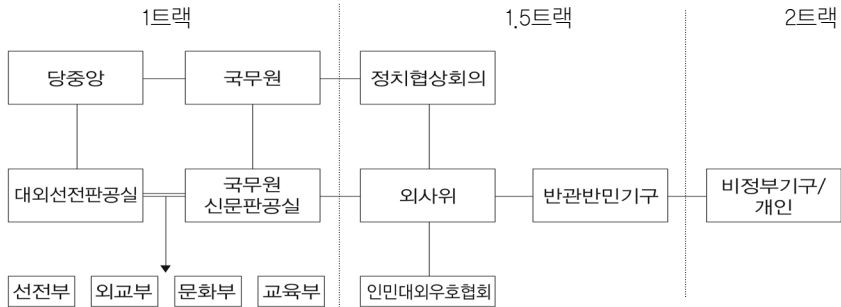 1트랙 1.5트랙 2트랙
당중앙 국무원 정치협상회의
대외선전판공실 국무원 신문판공실 외사위 반관반민기구 비정부기구/ 개인
선전부 외교부 문화부 교육부 인민대외우호협회